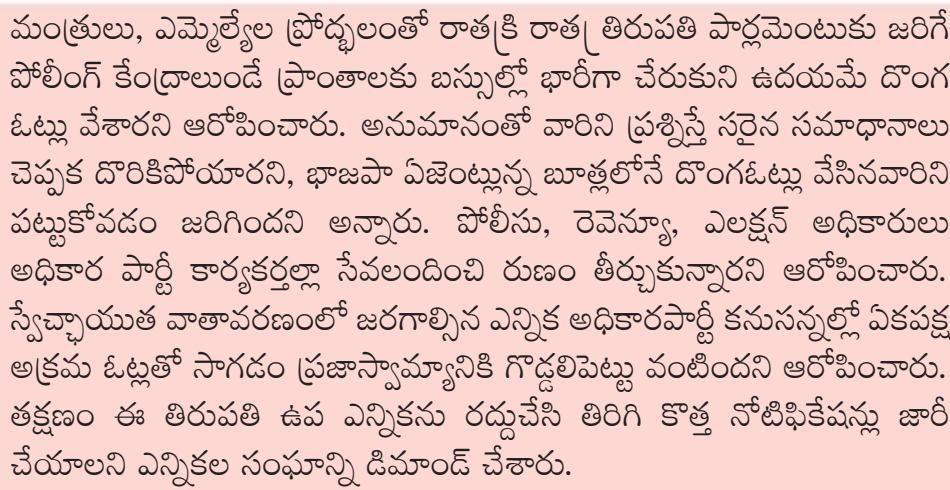 మంత్రులు, ఎమ్మెల్యేల ప్రోద్భలంతో రాత్రికి రాత్రి తిరుపతి పార్లమెంటుకు జరిగే
పోలీంగ్ కేంద్రాలుండే ప్రాంతాలకు బస్సుల్లో భారీగా చేరుకుని ఉదయమే దొంగ
ఓట్లు వేశారని ఆరోపించారు. అనుమానంతో వారిని ప్రశ్నిస్తే సరైన సమాధానాలు
చెప్పక దొరికిపోయారని, భాజపా ఏజెంట్లున్న బూత్లలోనే దొంగఓట్లు వేసినవారిని
పట్టుకోవడం జరిగిందని అన్నారు. పోలీసు, రెవెన్యూ, ఎలక్షన్ అధికారులు
అధికార పార్టీ కార్యకర్తల్లా సేవలందించి రుణం తీర్చుకున్నారని ఆరోపించారు.
స్వేచ్ఛాయుత వాతావరణంలో జరగాల్సిన ఎన్నిక అధికారపార్టీ కనుసన్నల్లో ఏకపక్ష
అక్రమ ఓట్లతో సాగడం ప్రజాస్వామ్యానికి గొడ్డలిపెట్టు వంటిందని ఆరోపించారు.
తక్షణం ఈ తిరుపతి ఉప ఎన్నికను రద్దుచేసి తిరిగి కొత్త నోటిఫికేషన్లు జారీ
చేయాలని ఎన్నికల సంఘాన్ని డిమాండ్ చేశారు.